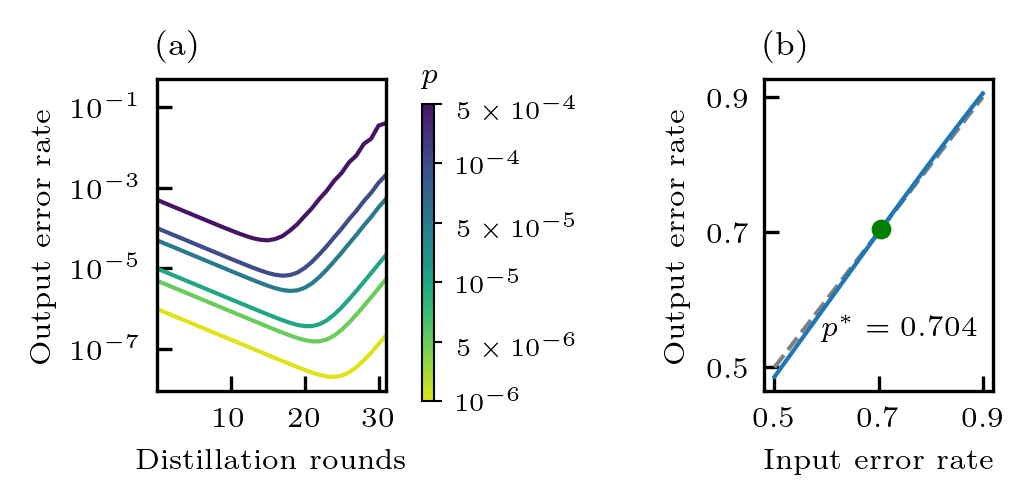 (a)
Output error rate
10⁻¹
10⁻³
10⁻⁵
10⁻⁷
10
20
30
Distillation rounds
p
5 × 10⁻⁴
10⁻⁴
5 × 10⁻⁵
10⁻⁵
5 × 10⁻⁶
10⁻⁶
(b)
Output error rate
0.9
0.7
0.5
p* = 0.704
0.5
0.7
0.9
Input error rate